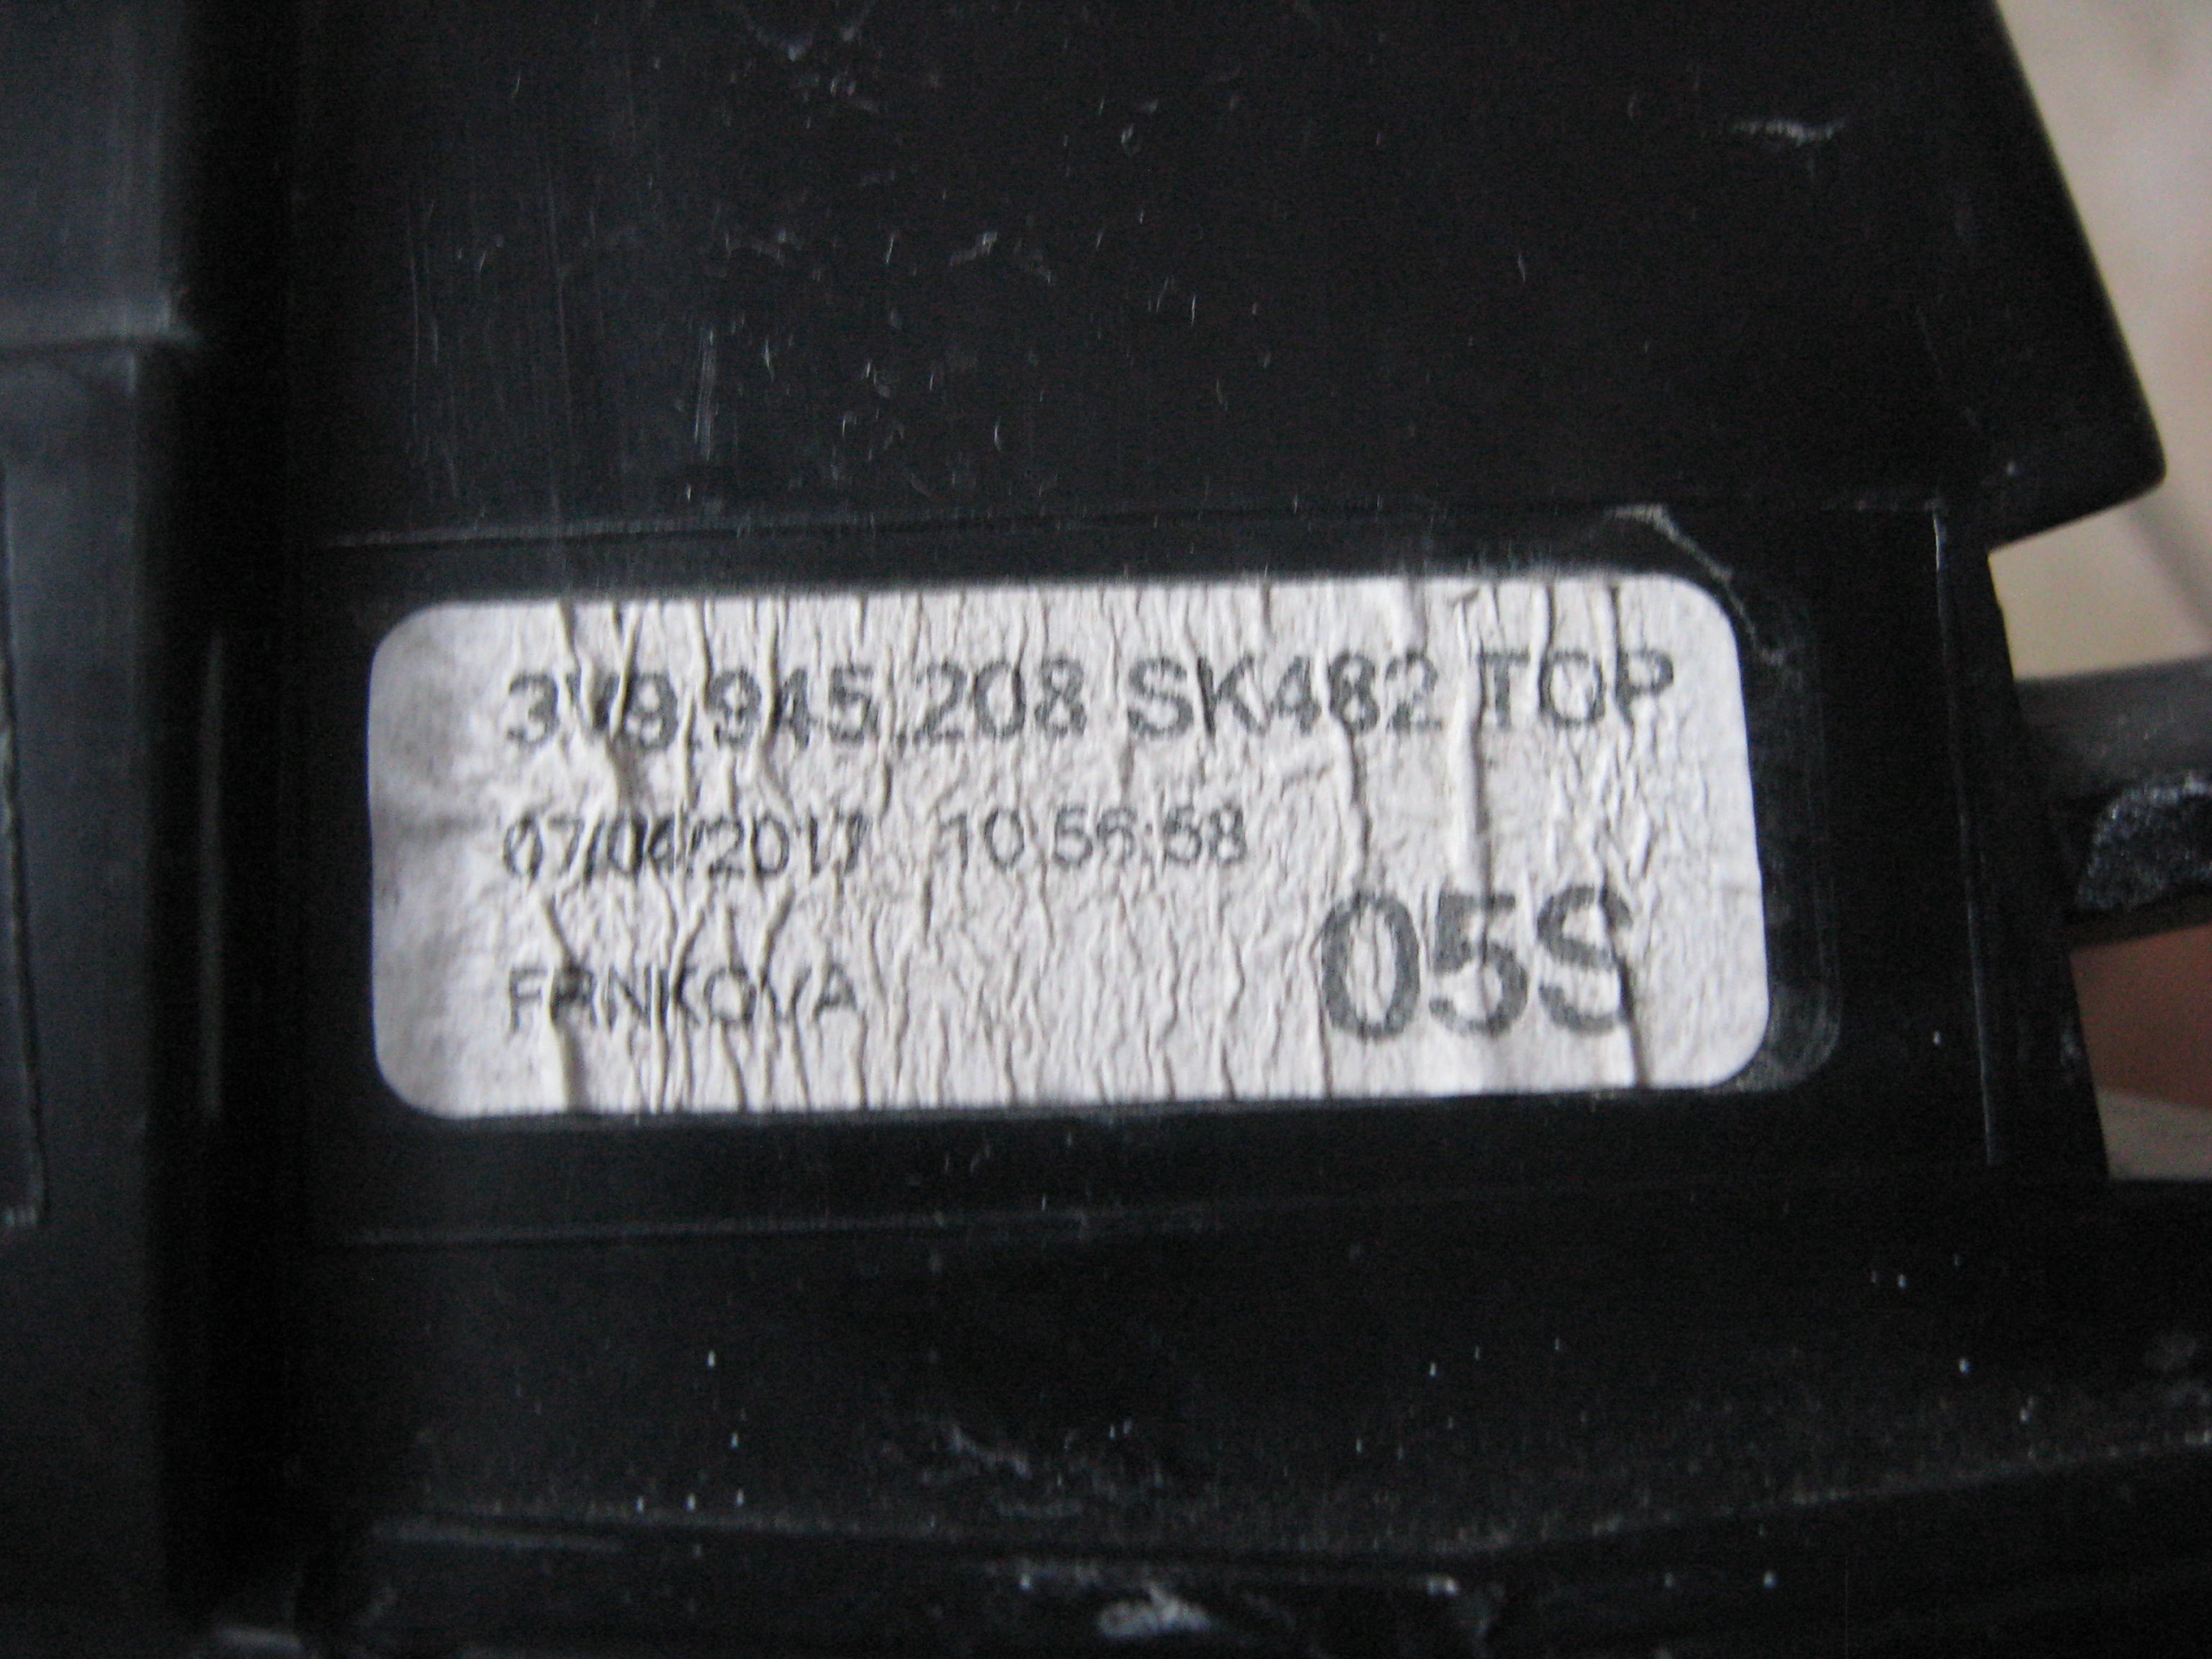 3V9.945.208 SK482 TOP
07/04/2017 10:56:58
FRNKOVA
05S